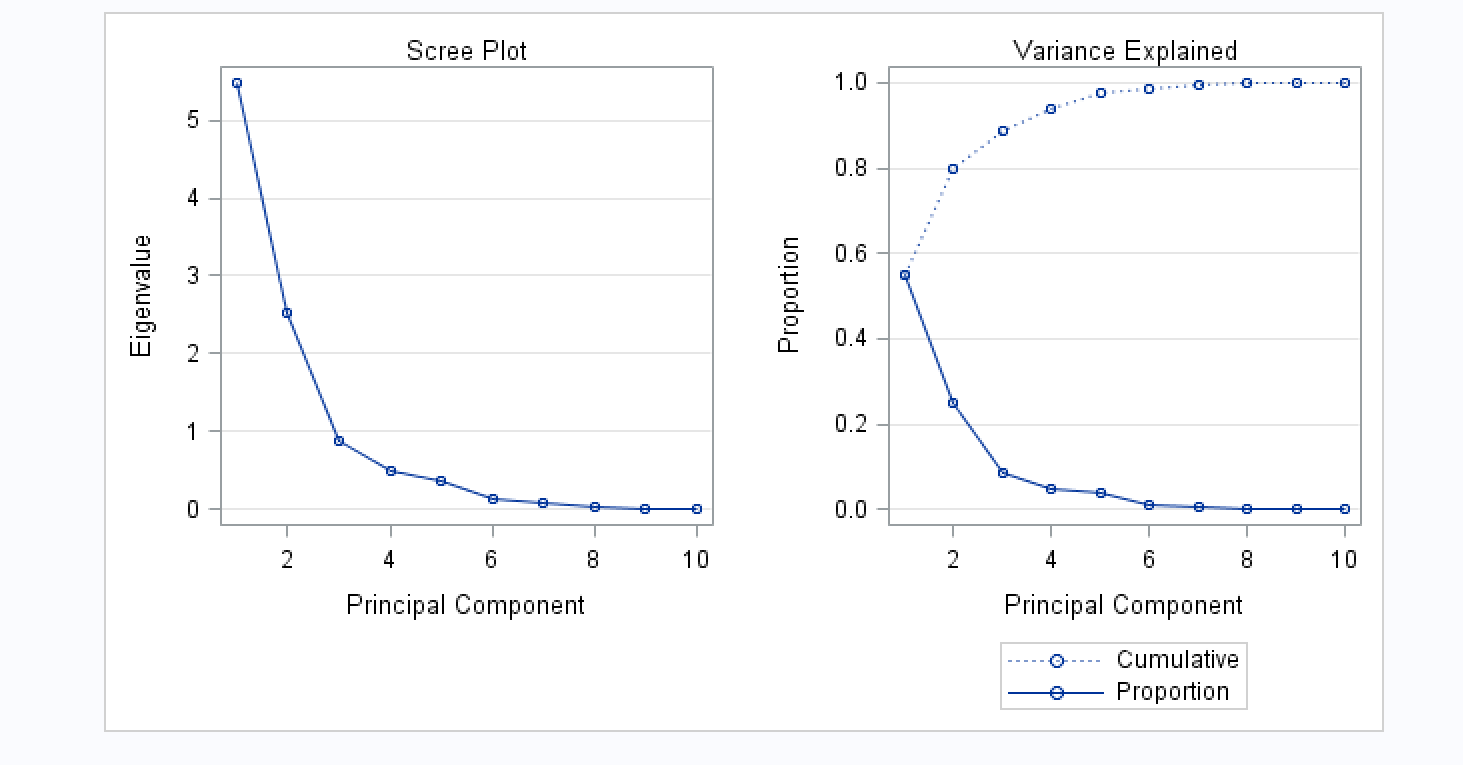 Scree Plot
5
4
3
2
1
0
Eigenvalue
2 4 6 8 10
Principal Component
Variance Explained
1.0
0.8
0.6
0.4
0.2
0.0
Proportion
2 4 6 8 10
Principal Component
Cumulative
Proportion